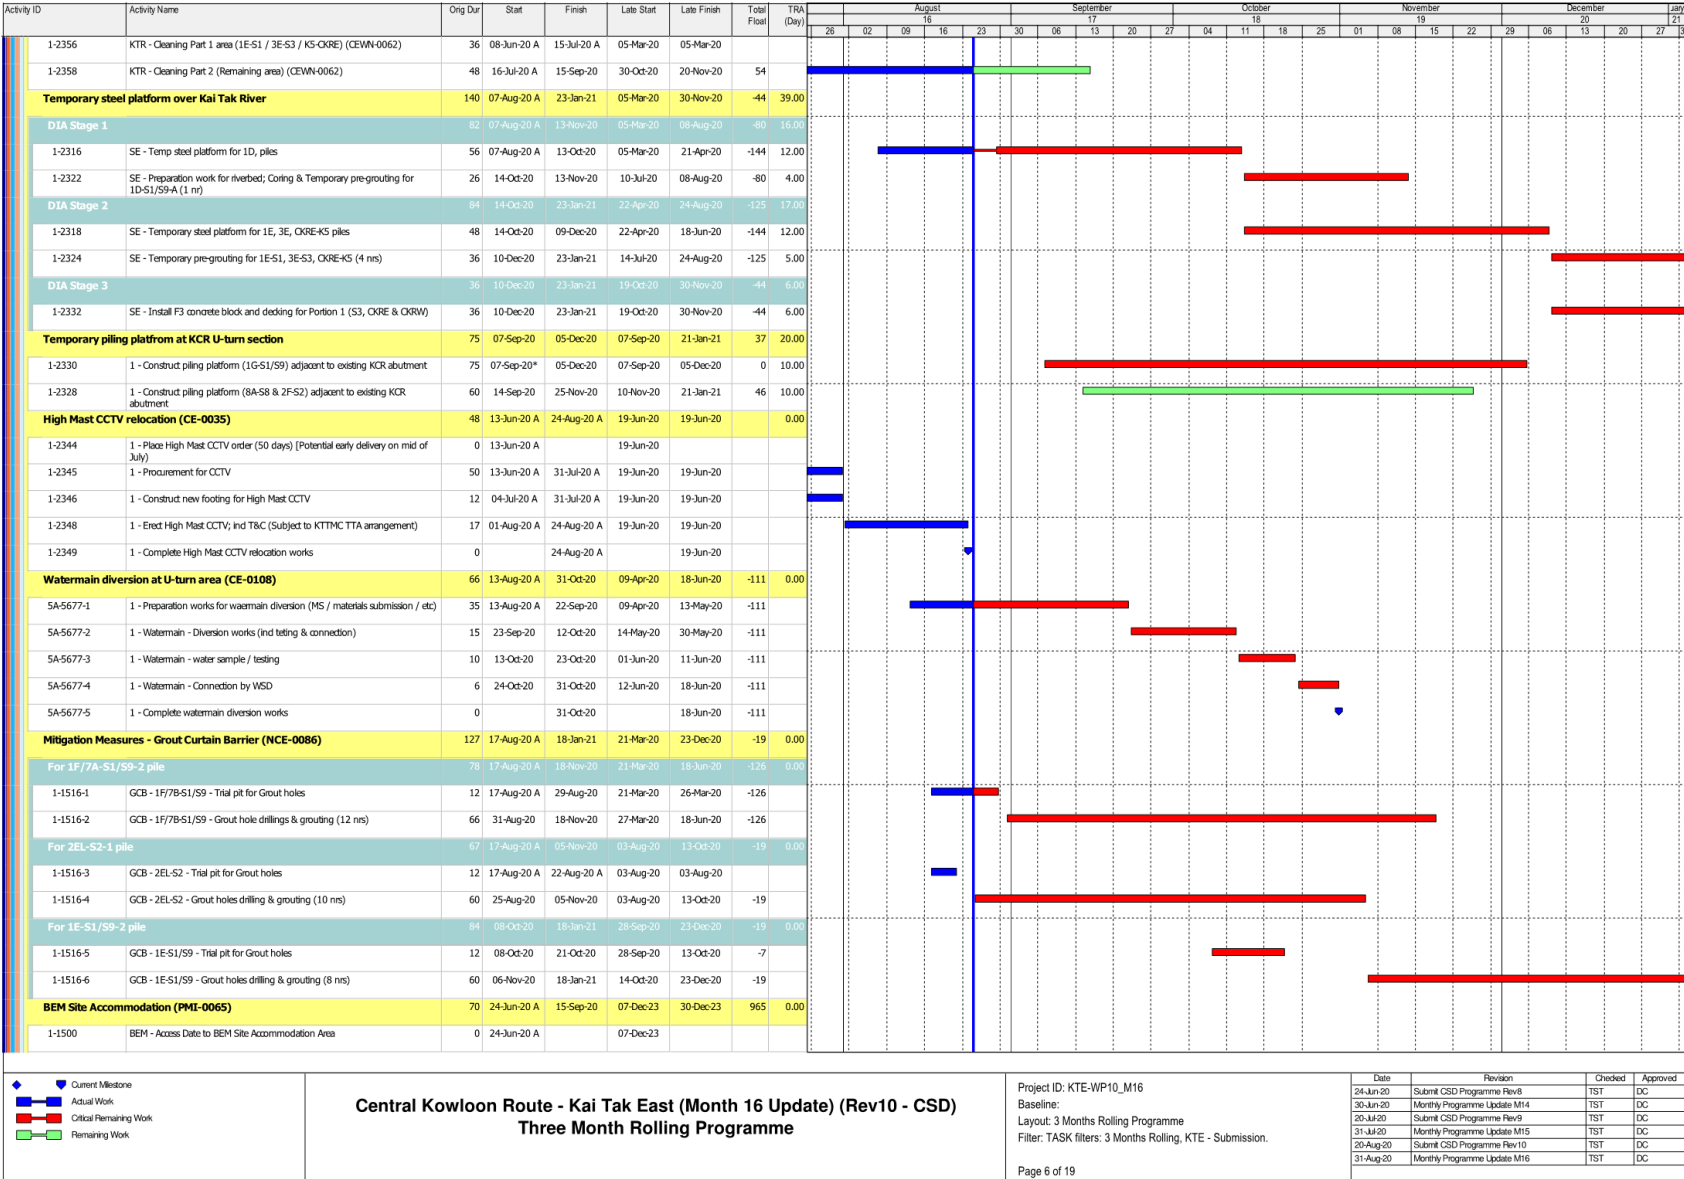 Activity ID Activity Name Orig Dur Start Finish Late Start Late Finish Total Float TRA (Day)
August September October November December January
16 17 18 19 20 21
26 02 09 16 23 30 06 13 20 27 04 11 18 25 01 08 15 22 29 06 13 20 27
1-2356 KTR - Cleaning Part 1 area (1E-S1 / 3E-S3 / K5-CKRE) (CEWN-0062) 36 08-Jun-20 A 15-Jul-20 A 05-Mar-20 05-Mar-20
1-2358 KTR - Cleaning Part 2 (Remaining area) (CEWN-0062) 48 16-Jul-20 A 15-Sep-20 30-Oct-20 20-Nov-20 54
Temporary steel platform over Kai Tak River 140 07-Aug-20 A 23-Jan-21 05-Mar-20 30-Nov-20 -44 39.00
DIA Stage 1 82 07-Aug-20 A 13-Nov-20 05-Mar-20 08-Aug-20 -80 16.00
1-2316 SE - Temp steel platform for 1D, piles 56 07-Aug-20 A 13-Oct-20 05-Mar-20 21-Apr-20 -144 12.00
1-2322 SE - Preparation work for riverbed; Coring & Temporary pre-grouting for 1D-S1/S9-A (1 nr) 26 14-Oct-20 13-Nov-20 10-Jul-20 08-Aug-20 -80 4.00
DIA Stage 2 84 14-Oct-20 23-Jan-21 22-Apr-20 24-Aug-20 -125 17.00
1-2318 SE - Temporary steel platform for 1E, 3E, CKRE-K5 piles 48 14-Oct-20 09-Dec-20 22-Apr-20 18-Jun-20 -144 12.00
1-2324 SE - Temporary pre-grouting for 1E-S1, 3E-S3, CKRE-K5 (4 nrs) 36 10-Dec-20 23-Jan-21 14-Jul-20 24-Aug-20 -125 5.00
DIA Stage 3 36 10-Dec-20 23-Jan-21 19-Oct-20 30-Nov-20 -44 6.00
1-2332 SE - Install F3 concrete block and decking for Portion 1 (S3, CKRE & CKRW) 36 10-Dec-20 23-Jan-21 19-Oct-20 30-Nov-20 -44 6.00
Temporary piling platfrom at KCR U-turn section 75 07-Sep-20 05-Dec-20 07-Sep-20 21-Jan-21 37 20.00
1-2330 1 - Construct piling platform (1G-S1/S9) adjacent to existing KCR abutment 75 07-Sep-20* 05-Dec-20 07-Sep-20 05-Dec-20 0 10.00
1-2328 1 - Construct piling platform (8A-S8 & 2F-S2) adjacent to existing KCR abutment 60 14-Sep-20 25-Nov-20 10-Nov-20 21-Jan-21 46 10.00
High Mast CCTV relocation (CE-0035) 48 13-Jun-20 A 24-Aug-20 A 19-Jun-20 19-Jun-20 0.00
1-2344 1 - Place High Mast CCTV order (50 days) [Potential early delivery on mid of July) 0 13-Jun-20 A 19-Jun-20
1-2345 1 - Procurement for CCTV 50 13-Jun-20 A 31-Jul-20 A 19-Jun-20 19-Jun-20
1-2346 1 - Construct new footing for High Mast CCTV 12 04-Jul-20 A 31-Jul-20 A 19-Jun-20 19-Jun-20
1-2348 1 - Erect High Mast CCTV; incl T&C (Subject to KTTMC TTA arrangement) 17 01-Aug-20 A 24-Aug-20 A 19-Jun-20 19-Jun-20
1-2349 1 - Complete High Mast CCTV relocation works 0 24-Aug-20 A 19-Jun-20
Watermain diversion at U-turn area (CE-0108) 66 13-Aug-20 A 31-Oct-20 09-Apr-20 18-Jun-20 -111 0.00
5A-5677-1 1 - Preparation works for waermain diversion (MS / materials submission / etc) 35 13-Aug-20 A 22-Sep-20 09-Apr-20 13-May-20 -111
5A-5677-2 1 - Watermain - Diversion works (incl teting & connection) 15 23-Sep-20 12-Oct-20 14-May-20 30-May-20 -111
5A-5677-3 1 - Watermain - water sample / testing 10 13-Oct-20 23-Oct-20 01-Jun-20 11-Jun-20 -111
5A-5677-4 1 - Watermain - Connection by WSD 6 24-Oct-20 31-Oct-20 12-Jun-20 18-Jun-20 -111
5A-5677-5 1 - Complete watermain diversion works 0 31-Oct-20 18-Jun-20 -111
Mitigation Measures - Grout Curtain Barrier (NCE-0086) 127 17-Aug-20 A 18-Jan-21 21-Mar-20 23-Dec-20 -19 0.00
For 1F/7A-S1/S9-2 pile 78 17-Aug-20 A 18-Nov-20 21-Mar-20 18-Jun-20 -126 0.00
1-1516-1 GCB - 1F/7B-S1/S9 - Trial pit for Grout holes 12 17-Aug-20 A 29-Aug-20 21-Mar-20 26-Mar-20 -126
1-1516-2 GCB - 1F/7B-S1/S9 - Grout hole drillings & grouting (12 nrs) 66 31-Aug-20 18-Nov-20 27-Mar-20 18-Jun-20 -126
For 2EL-S2-1 pile 67 17-Aug-20 A 05-Nov-20 03-Aug-20 13-Oct-20 -19 0.00
1-1516-3 GCB - 2EL-S2 - Trial pit for Grout holes 12 17-Aug-20 A 22-Aug-20 A 03-Aug-20 03-Aug-20
1-1516-4 GCB - 2EL-S2 - Grout holes drilling & grouting (10 nrs) 60 25-Aug-20 05-Nov-20 03-Aug-20 13-Oct-20 -19
For 1E-S1/S9-2 pile 84 08-Oct-20 18-Jan-21 28-Sep-20 23-Dec-20 -19 0.00
1-1516-5 GCB - 1E-S1/S9 - Trial pit for Grout holes 12 08-Oct-20 21-Oct-20 28-Sep-20 13-Oct-20 -7
1-1516-6 GCB - 1E-S1/S9 - Grout holes drilling & grouting (8 nrs) 60 06-Nov-20 18-Jan-21 14-Oct-20 23-Dec-20 -19
BEM Site Accommodation (PMI-0065) 70 24-Jun-20 A 15-Sep-20 07-Dec-23 30-Dec-23 965 0.00
1-1500 BEM - Access Date to BEM Site Accommodation Area 0 24-Jun-20 A 07-Dec-23
Current Milestone
Actual Work
Critical Remaining Work
Remaining Work
Central Kowloon Route - Kai Tak East (Month 16 Update) (Rev10 - CSD)
Three Month Rolling Programme
Project ID: KTE-WP10_M16
Baseline:
Layout: 3 Months Rolling Programme
Filter: TASK filters: 3 Months Rolling, KTE - Submission.
Page 6 of 19
Date Revision Checked Approved
24-Jun-20 Submit CSD Programme Rev8 TST DC
30-Jun-20 Monthly Programme Update M14 TST DC
20-Jul-20 Submit CSD Programme Rev9 TST DC
31-Jul-20 Monthly Programme Update M15 TST DC
20-Aug-20 Submit CSD Programme Rev10 TST DC
31-Aug-20 Monthly Programme Update M16 TST DC